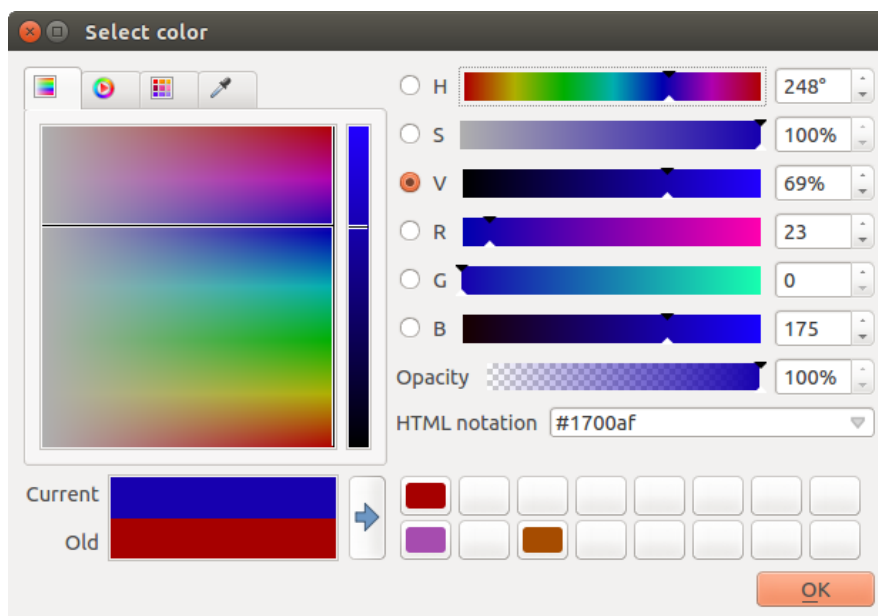 Select color
H 248°
S 100%
V 69%
R 23
G 0
B 175
Opacity 100%
HTML notation #1700af
Current
Old
OK